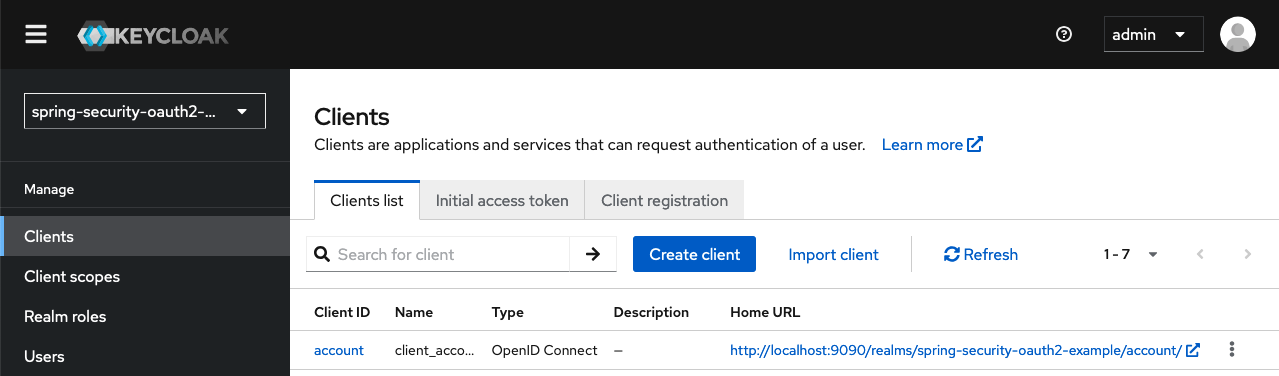 KEYCLOAK
admin
spring-security-oauth2-...
Manage
Clients
Client scopes
Realm roles
Users
Clients
Clients are applications and services that can request authentication of a user. Learn more
Clients list Initial access token Client registration
Search for client Create client Import client Refresh 1 - 7
Client ID Name Type Description Home URL
account client_acco... OpenID Connect – http://localhost:9090/realms/spring-security-oauth2-example/account/